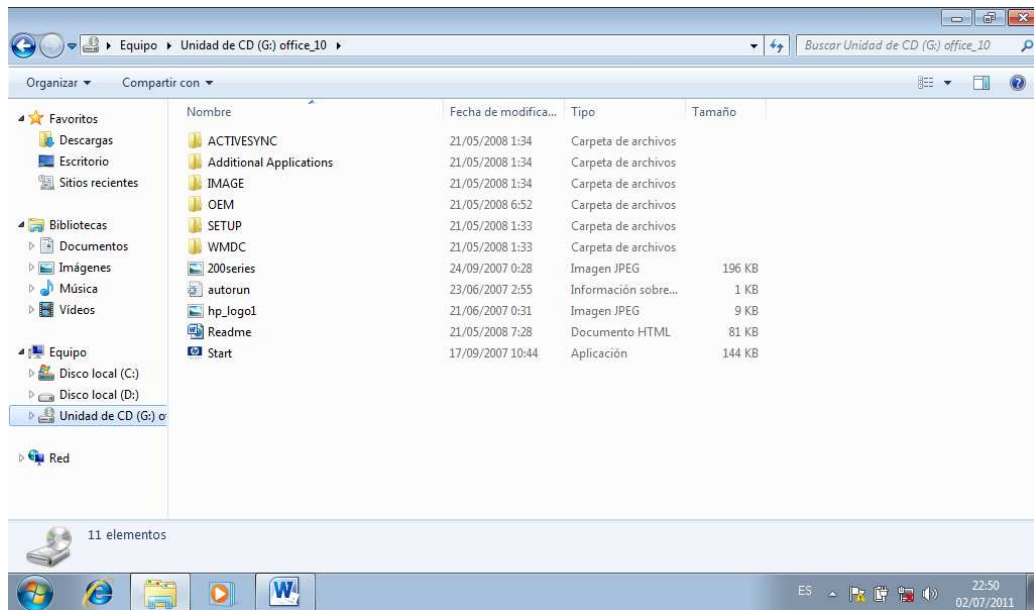 Equipo ▸ Unidad de CD (G:) office_10 ▸
Buscar Unidad de CD (G:) office_10
Organizar
Compartir con
Favoritos
Descargas
Escritorio
Sitios recientes
Bibliotecas
Documentos
Imágenes
Música
Vídeos
Equipo
Disco local (C:)
Disco local (D:)
Unidad de CD (G:) o
Red
Nombre Fecha de modifica... Tipo Tamaño
ACTIVESYNC 21/05/2008 1:34 Carpeta de archivos
Additional Applications 21/05/2008 1:34 Carpeta de archivos
IMAGE 21/05/2008 1:34 Carpeta de archivos
OEM 21/05/2008 6:52 Carpeta de archivos
SETUP 21/05/2008 1:33 Carpeta de archivos
WMDC 21/05/2008 1:33 Carpeta de archivos
200series 24/09/2007 0:28 Imagen JPEG 196 KB
autorun 23/06/2007 2:55 Información sobre... 1 KB
hp_logo1 21/06/2007 0:31 Imagen JPEG 9 KB
Readme 21/05/2008 7:28 Documento HTML 81 KB
Start 17/09/2007 10:44 Aplicación 144 KB
11 elementos
ES
22:50
02/07/2011